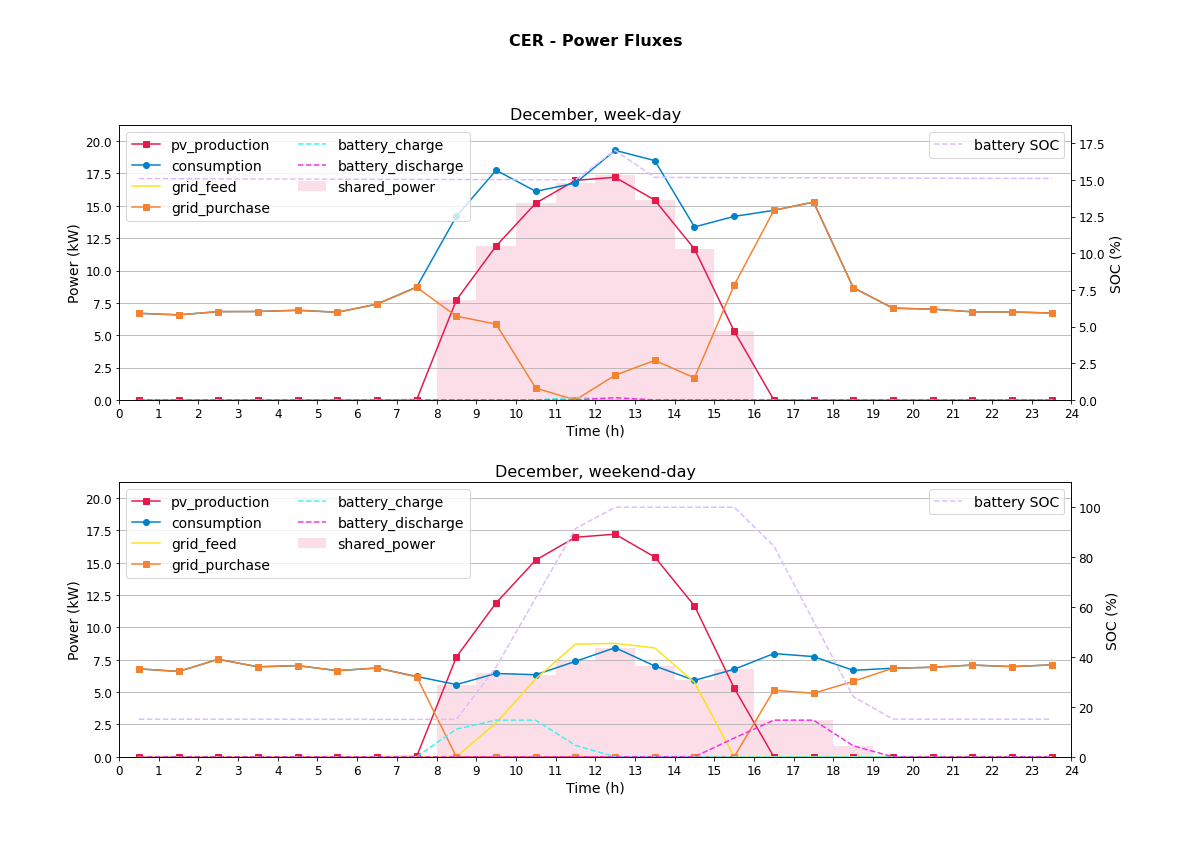 CER - Power Fluxes
December, week-day
pv_production
consumption
grid_feed
grid_purchase
battery_charge
battery_discharge
shared_power
battery SOC
Power (kW)
20.0
17.5
15.0
12.5
10.0
7.5
5.0
2.5
0.0
17.5
15.0
12.5
10.0
7.5
5.0
2.5
0.0
SOC (%)
0 1 2 3 4 5 6 7 8 9 10 11 12 13 14 15 16 17 18 19 20 21 22 23 24
Time (h)
December, weekend-day
pv_production
consumption
grid_feed
grid_purchase
battery_charge
battery_discharge
shared_power
battery SOC
Power (kW)
20.0
17.5
15.0
12.5
10.0
7.5
5.0
2.5
0.0
100
80
60
40
20
0
SOC (%)
0 1 2 3 4 5 6 7 8 9 10 11 12 13 14 15 16 17 18 19 20 21 22 23 24
Time (h)